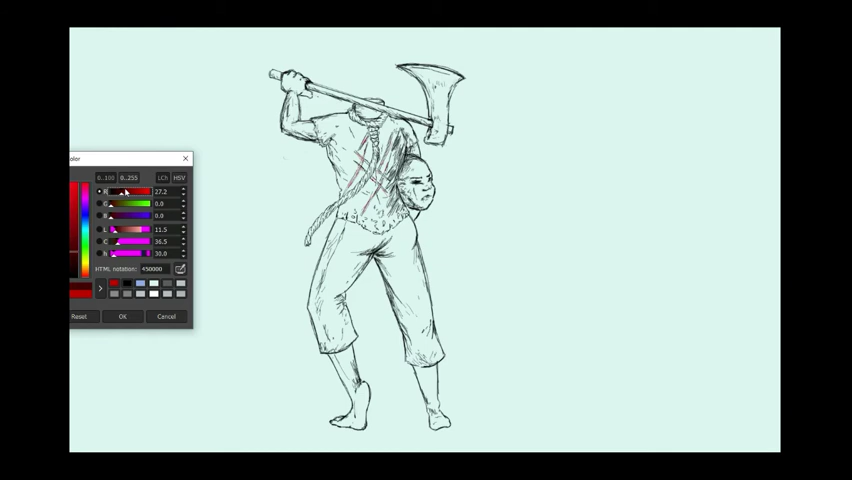 olor
0..100 0..255 LCh HSV
R 27.2
G 0.0
B 0.0
L 11.5
C 36.5
h 30.0
HTML notation: 450000
Reset OK Cancel